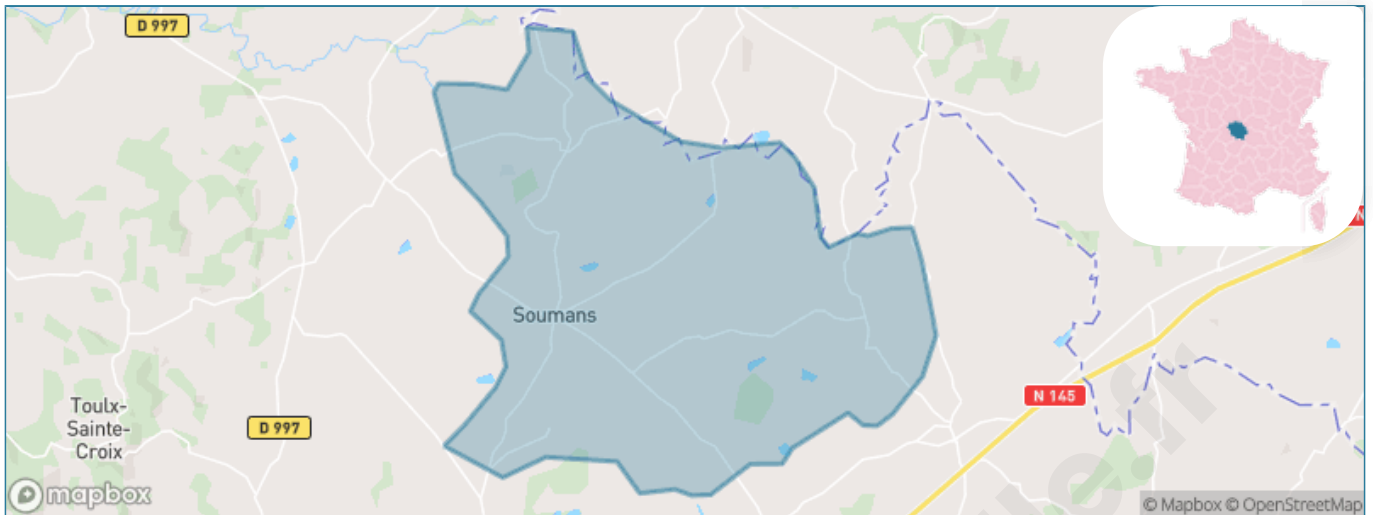 D 997
Soumans
N 145
Toulx-
Sainte-
Croix
D 997
mapbox
© Mapbox © OpenStreetMap